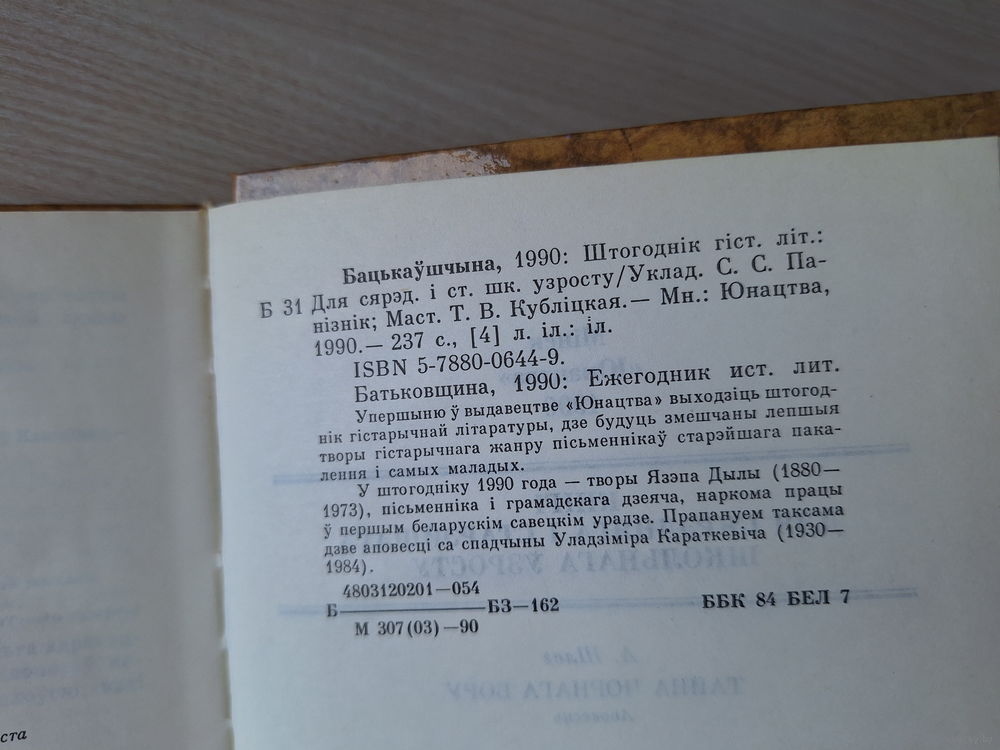 Бацькаўшчына, 1990: Штогоднік гіст. літ.:
Б 31 Для сярэд. і ст. шк. узросту/Уклад. С. С. Па-
нізнік; Маст. Т. В. Кубліцкая.— Мн.: Юнацтва,
1990.— 237 с., [4] л. іл.: іл.
ISBN 5-7880-0644-9.
Батьковщина, 1990: Ежегодник ист. лит.
Упершыню ў выдавецтве «Юнацтва» выходзіць штогод-
нік гістарычнай літаратуры, дзе будуць змешчаны лепшыя
творы гістарычнага жанру пісьменнікаў старэйшага пака-
лення і самых маладых.
У штогодніку 1990 года — творы Язэпа Дылы (1880—
1973), пісьменніка і грамадскага дзеяча, наркома працы
ў першым беларускім савецкім урадзе. Прапануем таксама
дзве аповесці са спадчыны Уладзіміра Караткевіча (1930—
1984).
4803120201—054
Б—БЗ—162 ББК 84 БЕЛ 7
М 307(03)—90
ста